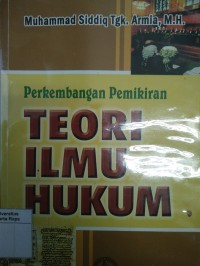 Muhammad Siddiq Tgk. Armia, M.H.
Perkembangan Pemikiran
TEORI
ILMU
HUKUM